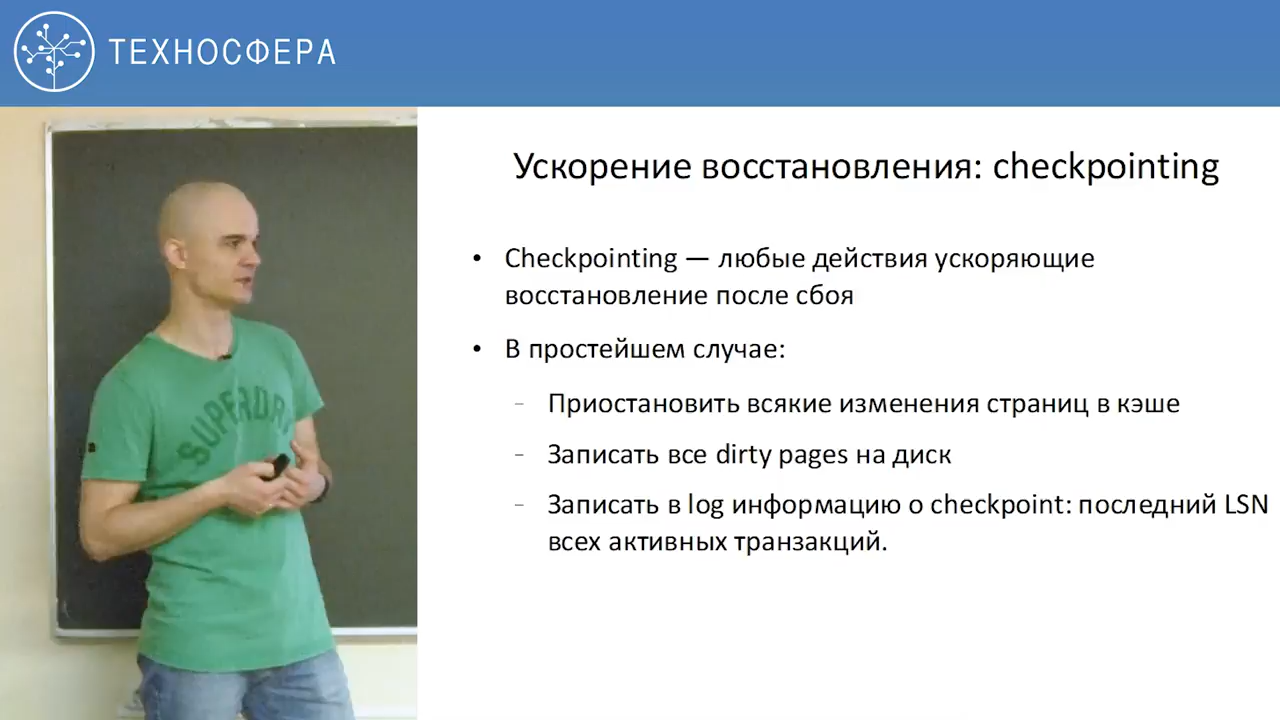 ТЕХНОСФЕРА
Ускорение восстановления: checkpointing
• Checkpointing — любые действия ускоряющие
восстановление после сбоя
• В простейшем случае:
– Приостановить всякие изменения страниц в кэше
– Записать все dirty pages на диск
– Записать в log информацию о checkpoint: последний LSN
всех активных транзакций.
SUPERDRY